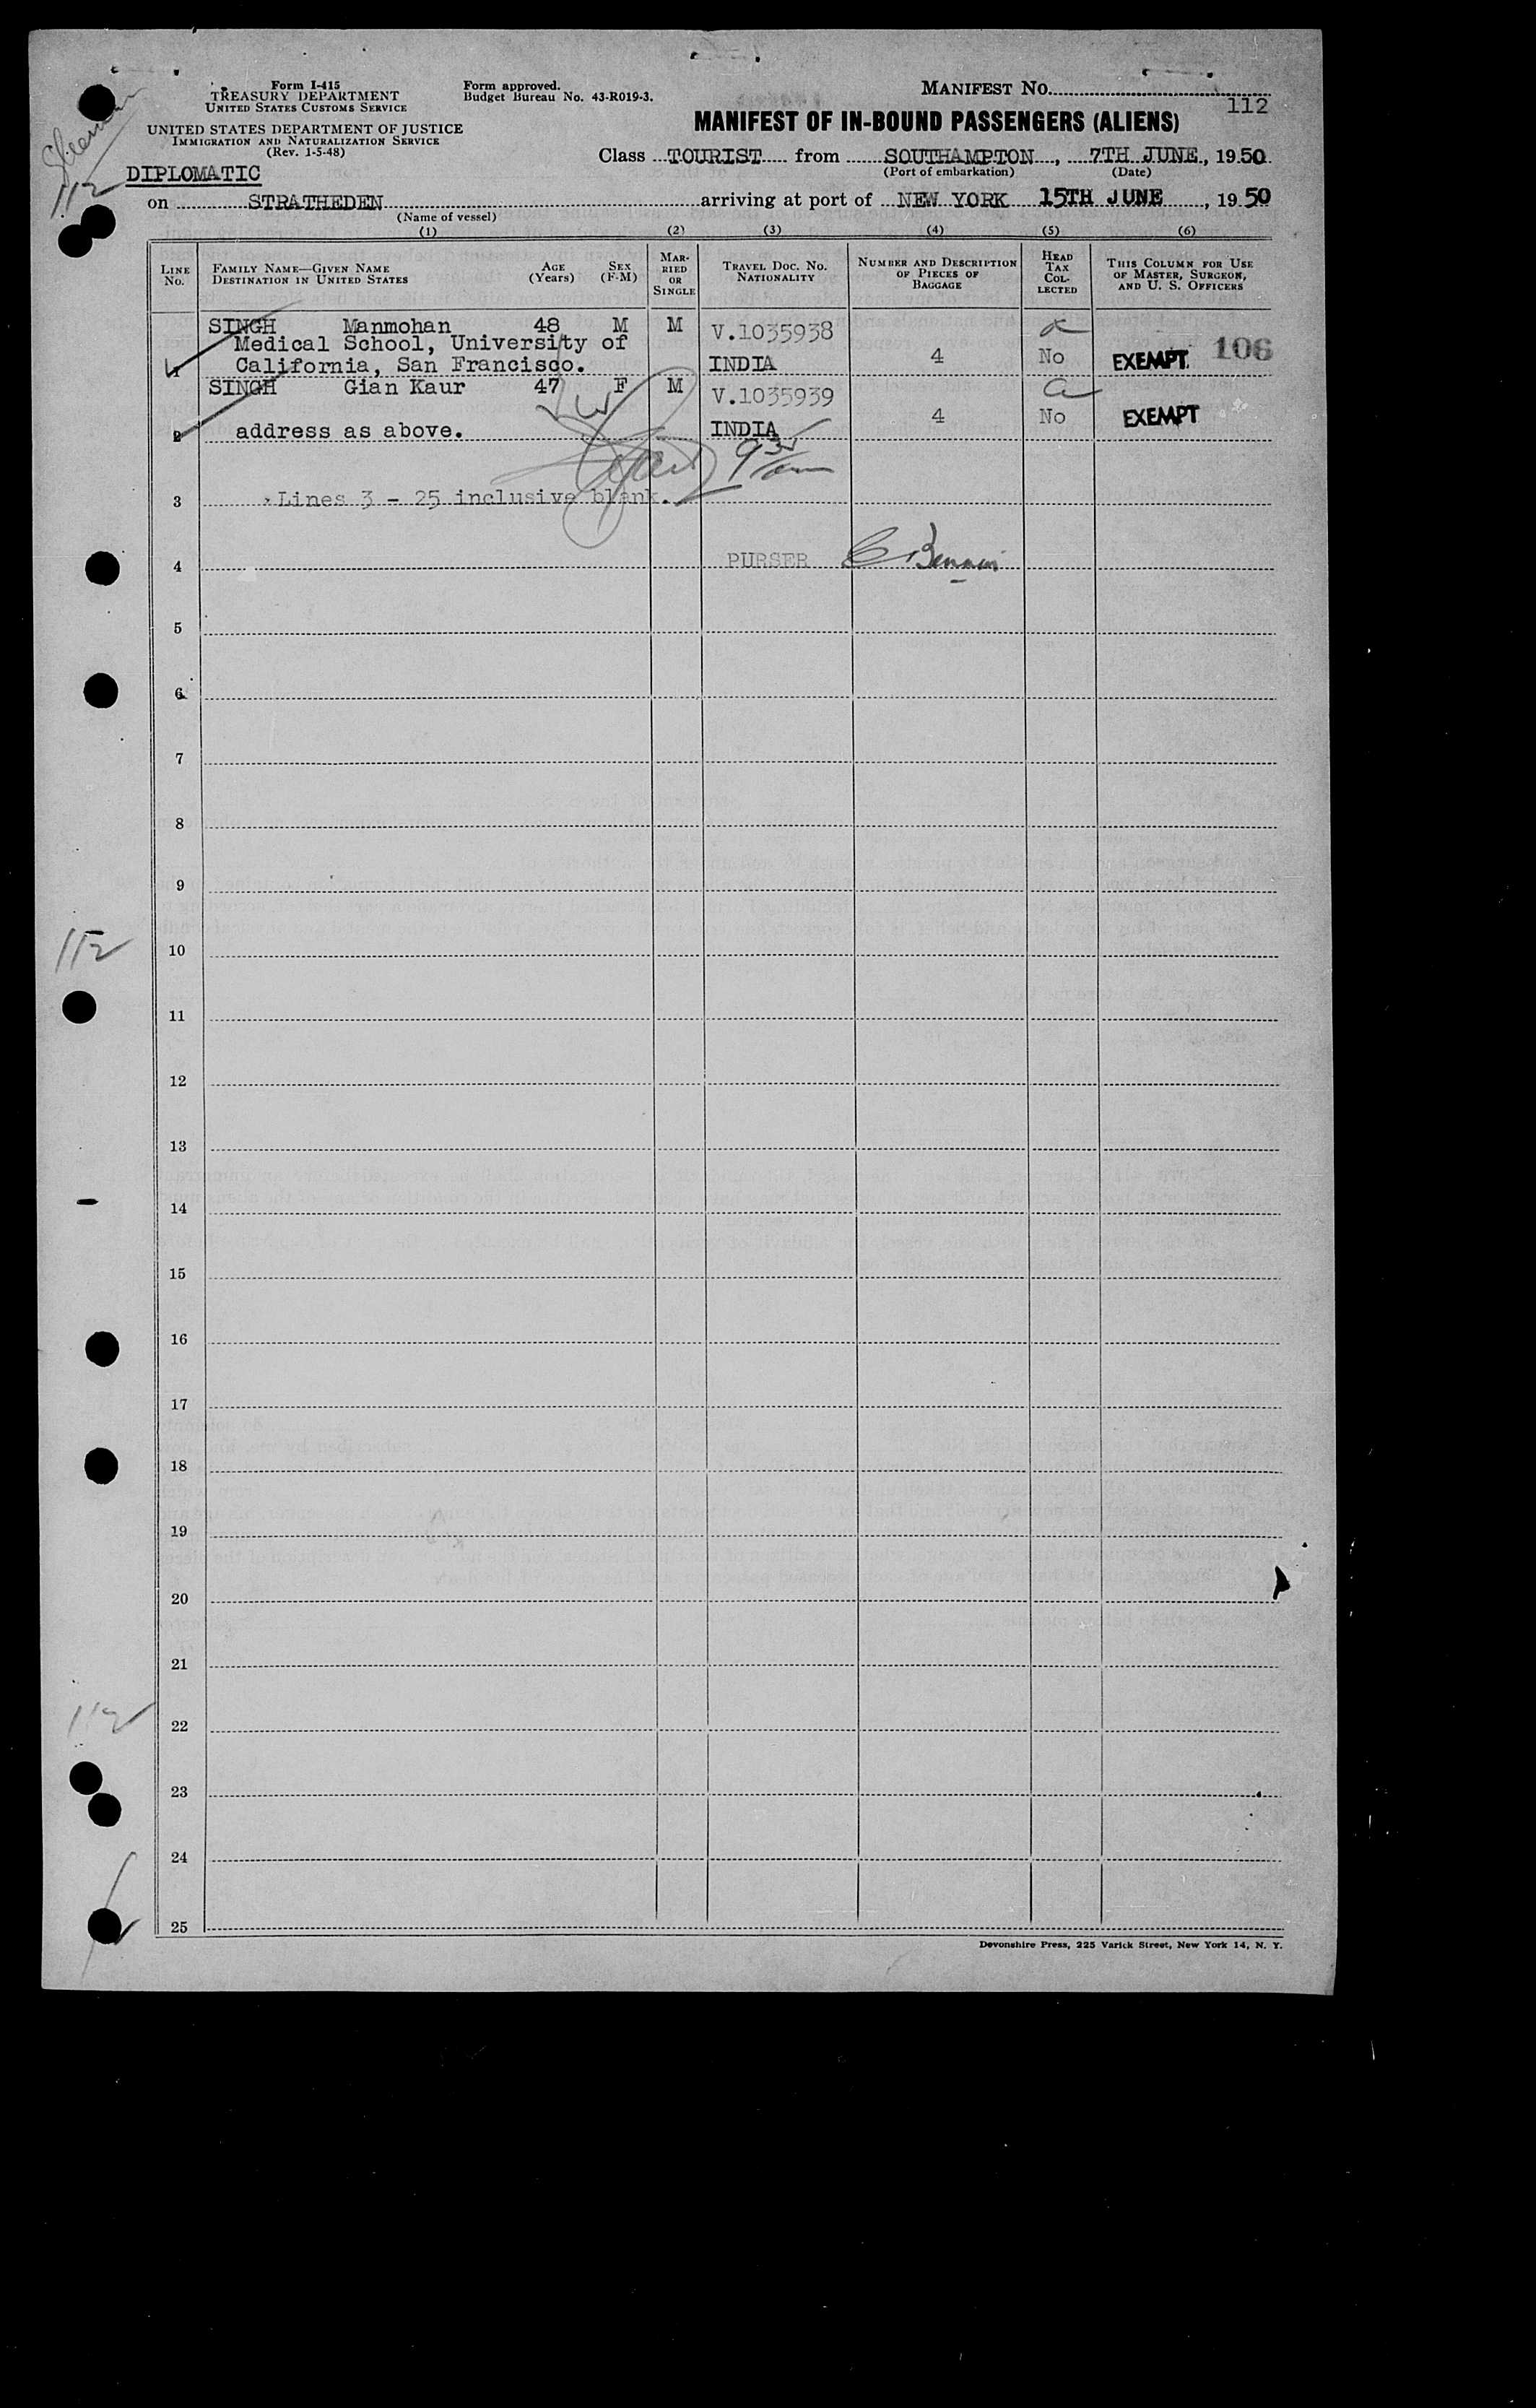 Form I-415
TREASURY DEPARTMENT
UNITED STATES CUSTOMS SERVICE
Form approved.
Budget Bureau No. 43-R019-3.
MANIFEST NO.
112
UNITED STATES DEPARTMENT OF JUSTICE
IMMIGRATION AND NATURALIZATION SERVICE
(Rev. 1-5-48)
MANIFEST OF IN-BOUND PASSENGERS (ALIENS)
Class TOURIST from SOUTHAMPTON, 7TH JUNE, 1950
(Port of embarkation) (Date)
112
DIPLOMATIC
on STRATHEDEN arriving at port of NEW YORK 15TH JUNE, 1950
(Name of vessel)
(1) (2) (3) (4) (5) (6)
LINE NO.
FAMILY NAME—GIVEN NAME
DESTINATION IN UNITED STATES
AGE (Years)
SEX (F-M)
MARRIED OR SINGLE
TRAVEL DOC. NO. NATIONALITY
NUMBER AND DESCRIPTION OF PIECES OF BAGGAGE
HEAD TAX COLLECTED
THIS COLUMN FOR USE OF MASTER, SURGEON, AND U. S. OFFICERS
SINGH Manmohan 48 M M V.1035938
Medical School, University of
1 California, San Francisco. INDIA 4 No EXEMPT 106
SINGH Gian Kaur 47 F M V.1035939
2 address as above. INDIA 4 No EXEMPT
3 Lines 3 - 25 inclusive blank.
4 PURSER
5
6
7
8
9
10
112
11
12
13
14
15
16
17
18
19
20
21
22
112
23
24
25
Devonshire Press, 225 Varick Street, New York 14, N. Y.